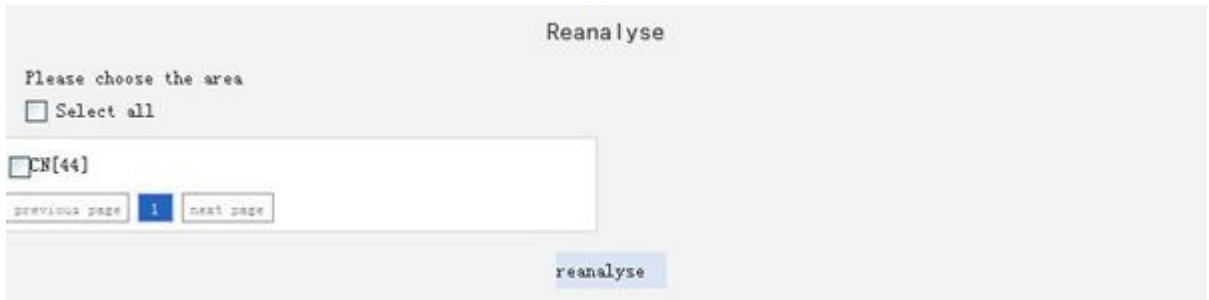 Reanalyse
Please choose the area
Select all
CN[44]
previous page 1 next page
reanalyse